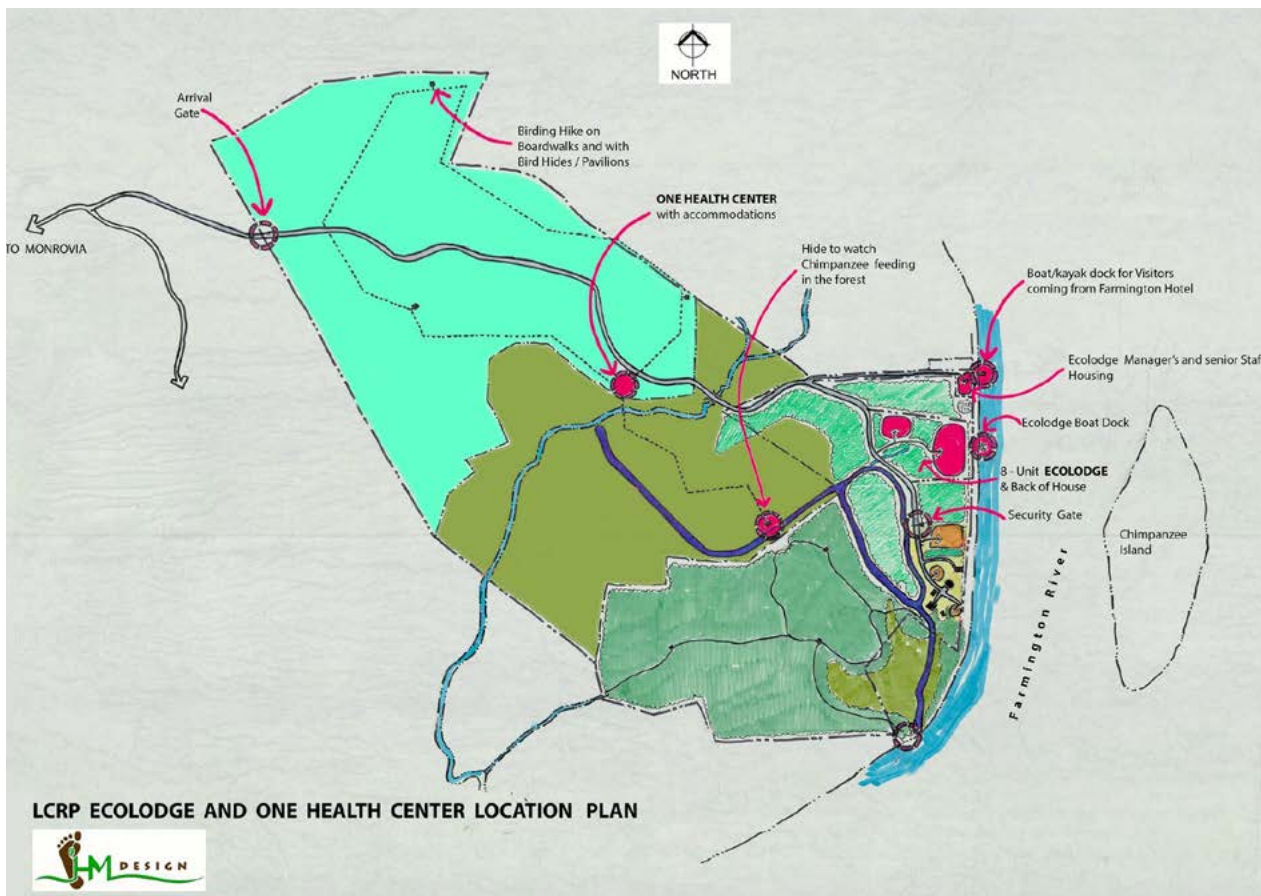 NORTH
Arrival
Gate
Birding Hike on
Boardwalks and with
Bird Hides / Pavilions
ONE HEALTH CENTER
with accommodations
TO MONROVIA
Hide to watch
Chimpanzee feeding
in the forest
Boat/kayak dock for Visitors
coming from Farmington Hotel
Ecolodge Manager's and senior Staf
Housing
Ecolodge Boat Dock
8 - Unit ECOLODGE
& Back of House
Security Gate
Chimpanzee
Island
Farmington River
LCRP ECOLODGE AND ONE HEALTH CENTER LOCATION PLAN
HM DESIGN